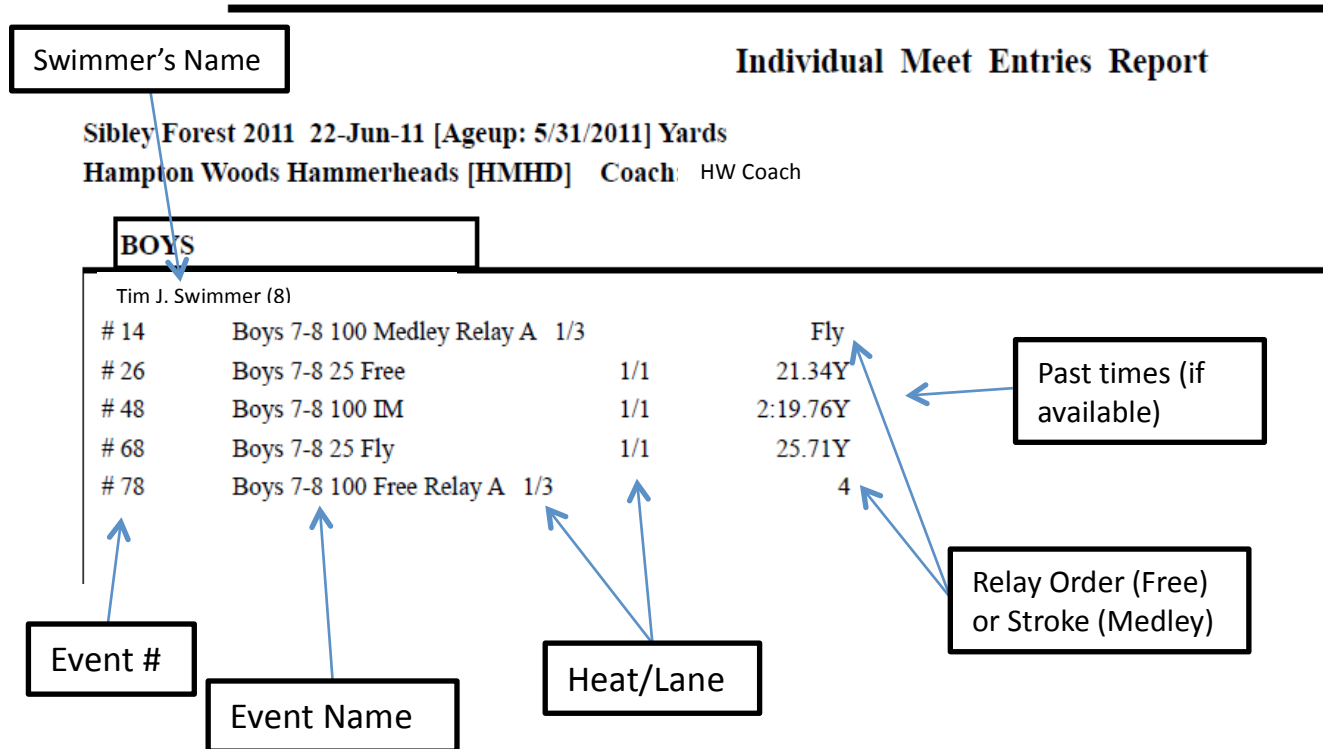 Swimmer's Name
Individual Meet Entries Report
Sibley Forest 2011 22-Jun-11 [Ageup: 5/31/2011] Yards
Hampton Woods Hammerheads [HMHD] Coach: HW Coach
BOYS
Tim J. Swimmer (8)
# 14 Boys 7-8 100 Medley Relay A 1/3 Fly
# 26 Boys 7-8 25 Free 1/1 21.34Y
# 48 Boys 7-8 100 IM 1/1 2:19.76Y
# 68 Boys 7-8 25 Fly 1/1 25.71Y
# 78 Boys 7-8 100 Free Relay A 1/3 4
Past times (if
available)
Relay Order (Free)
or Stroke (Medley)
Event #
Event Name
Heat/Lane